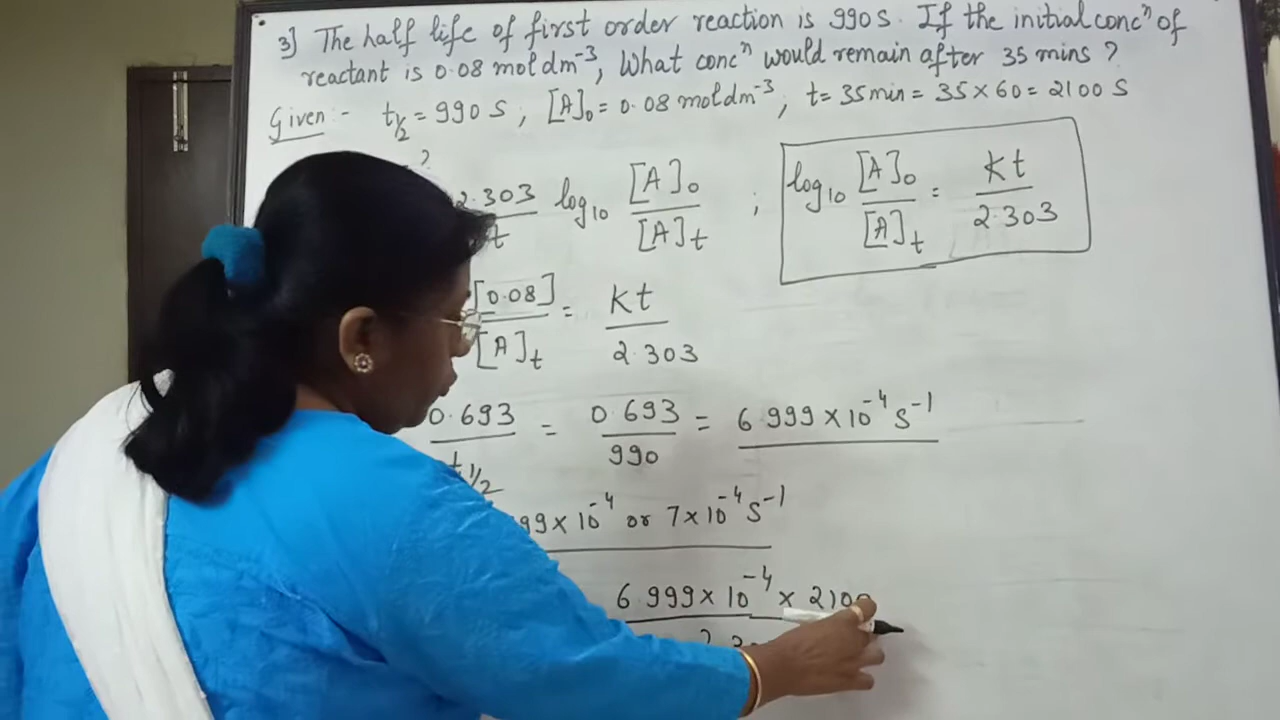 3] The half life of first order reaction is 990 s. If the initial concⁿ of
reactant is 0.08 mol dm⁻³, What concⁿ would remain after 35 mins ?
Given :- t½ = 990 s ; [A]₀ = 0.08 mol dm⁻³ ; t = 35 min = 35 × 60 = 2100 S
?
2.303/t log₁₀ [A]₀/[A]t ; log₁₀ [A]₀/[A]t = Kt/2.303
[0.08]/[A]t = Kt/2.303
0.693/t½ = 0.693/990 = 6.999 × 10⁻⁴ S⁻¹
99 × 10⁻⁴ or 7 × 10⁻⁴ S⁻¹
6.999 × 10⁻⁴ × 2100